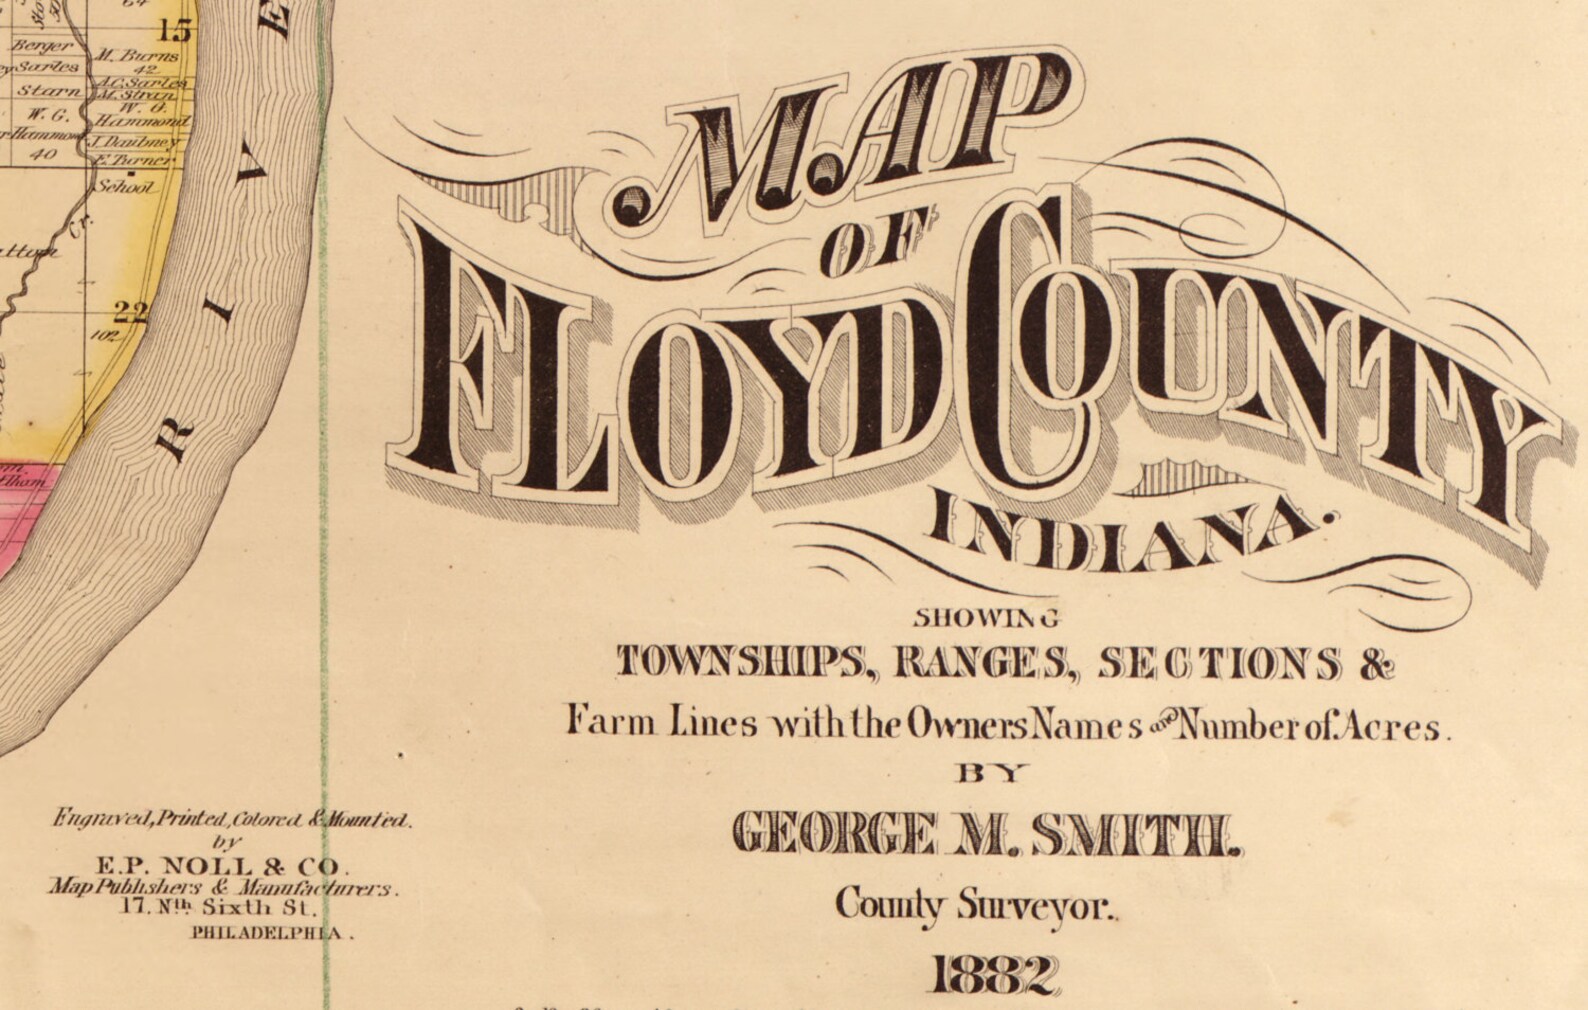 15
Berger
M. Burns
42
Sarles
A.C. Sarles
Starn
M. Stran
W. G.
W. G.
Hammond
Hammond
J. Daubney
40
E. Turner
School
Cr.
22
102
R I V E
MAP
OF
FLOYD COUNTY
INDIANA.
SHOWING
TOWNSHIPS, RANGES, SECTIONS &
Farm Lines with the Owners Names and Number of Acres.
BY
GEORGE M. SMITH.
County Surveyor.
1882
Engraved, Printed, Colored & Mounted.
by
E.P. NOLL & CO.
Map Publishers & Manufacturers.
17. Nth Sixth St.
PHILADELPHIA.